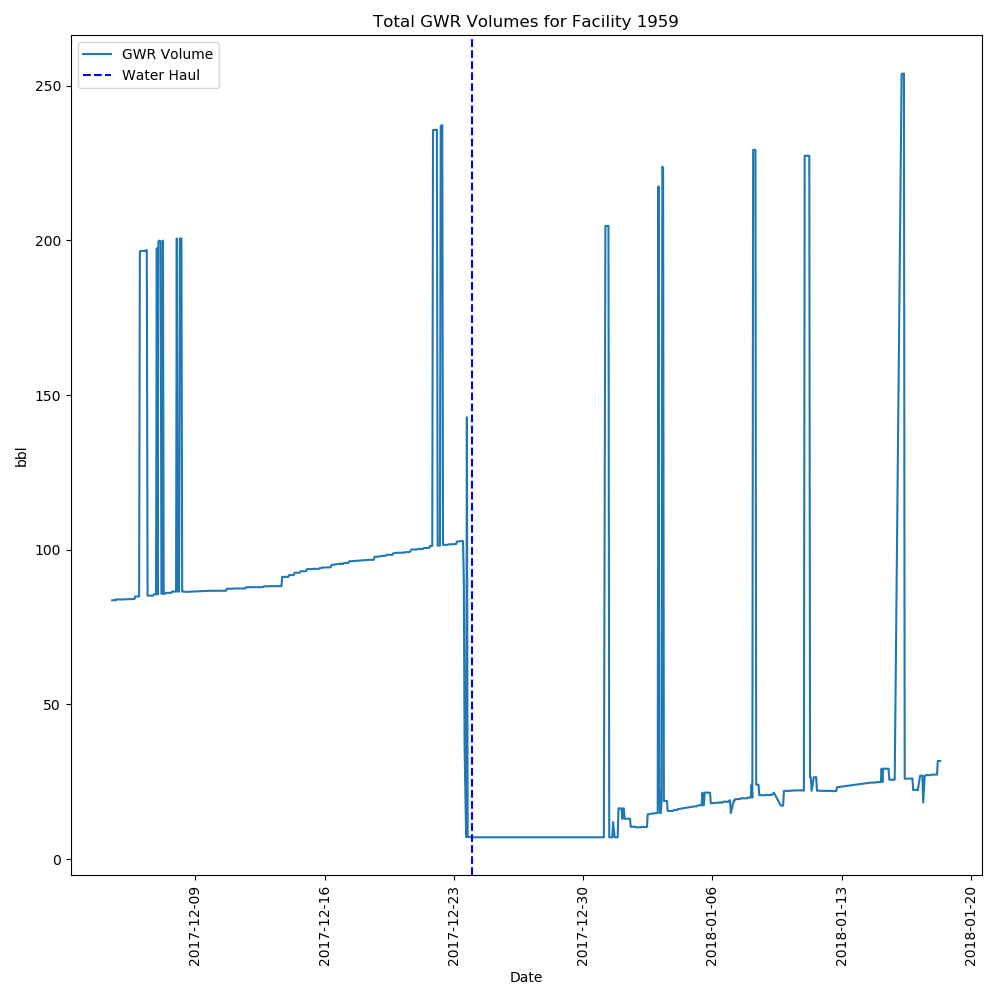 Total GWR Volumes for Facility 1959
GWR Volume
Water Haul
250
200
150
100
50
0
bbl
2017-12-09
2017-12-16
2017-12-23
2017-12-30
2018-01-06
2018-01-13
2018-01-20
Date